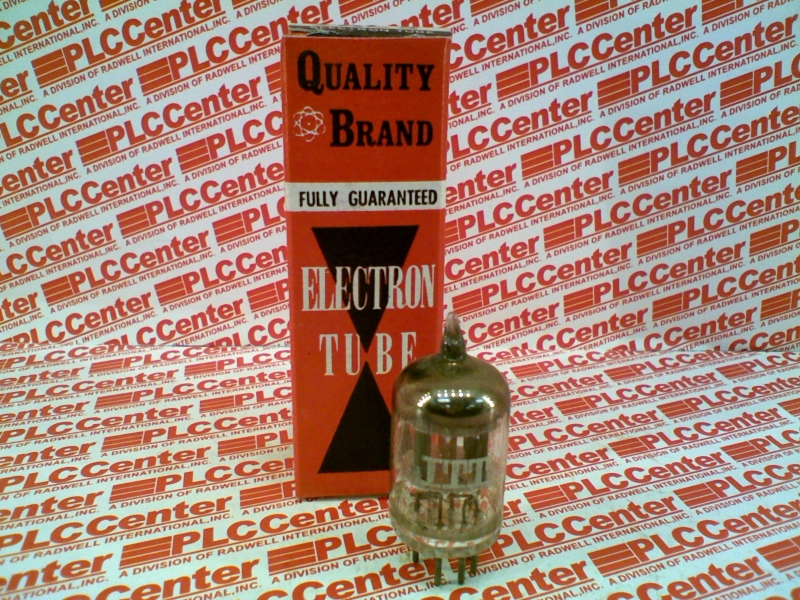 QUALITY
BRAND
FULLY GUARANTEED
ELECTRON
TUBE
PLCCenter
A DIVISION OF RADWELL INTERNATIONAL, INC.